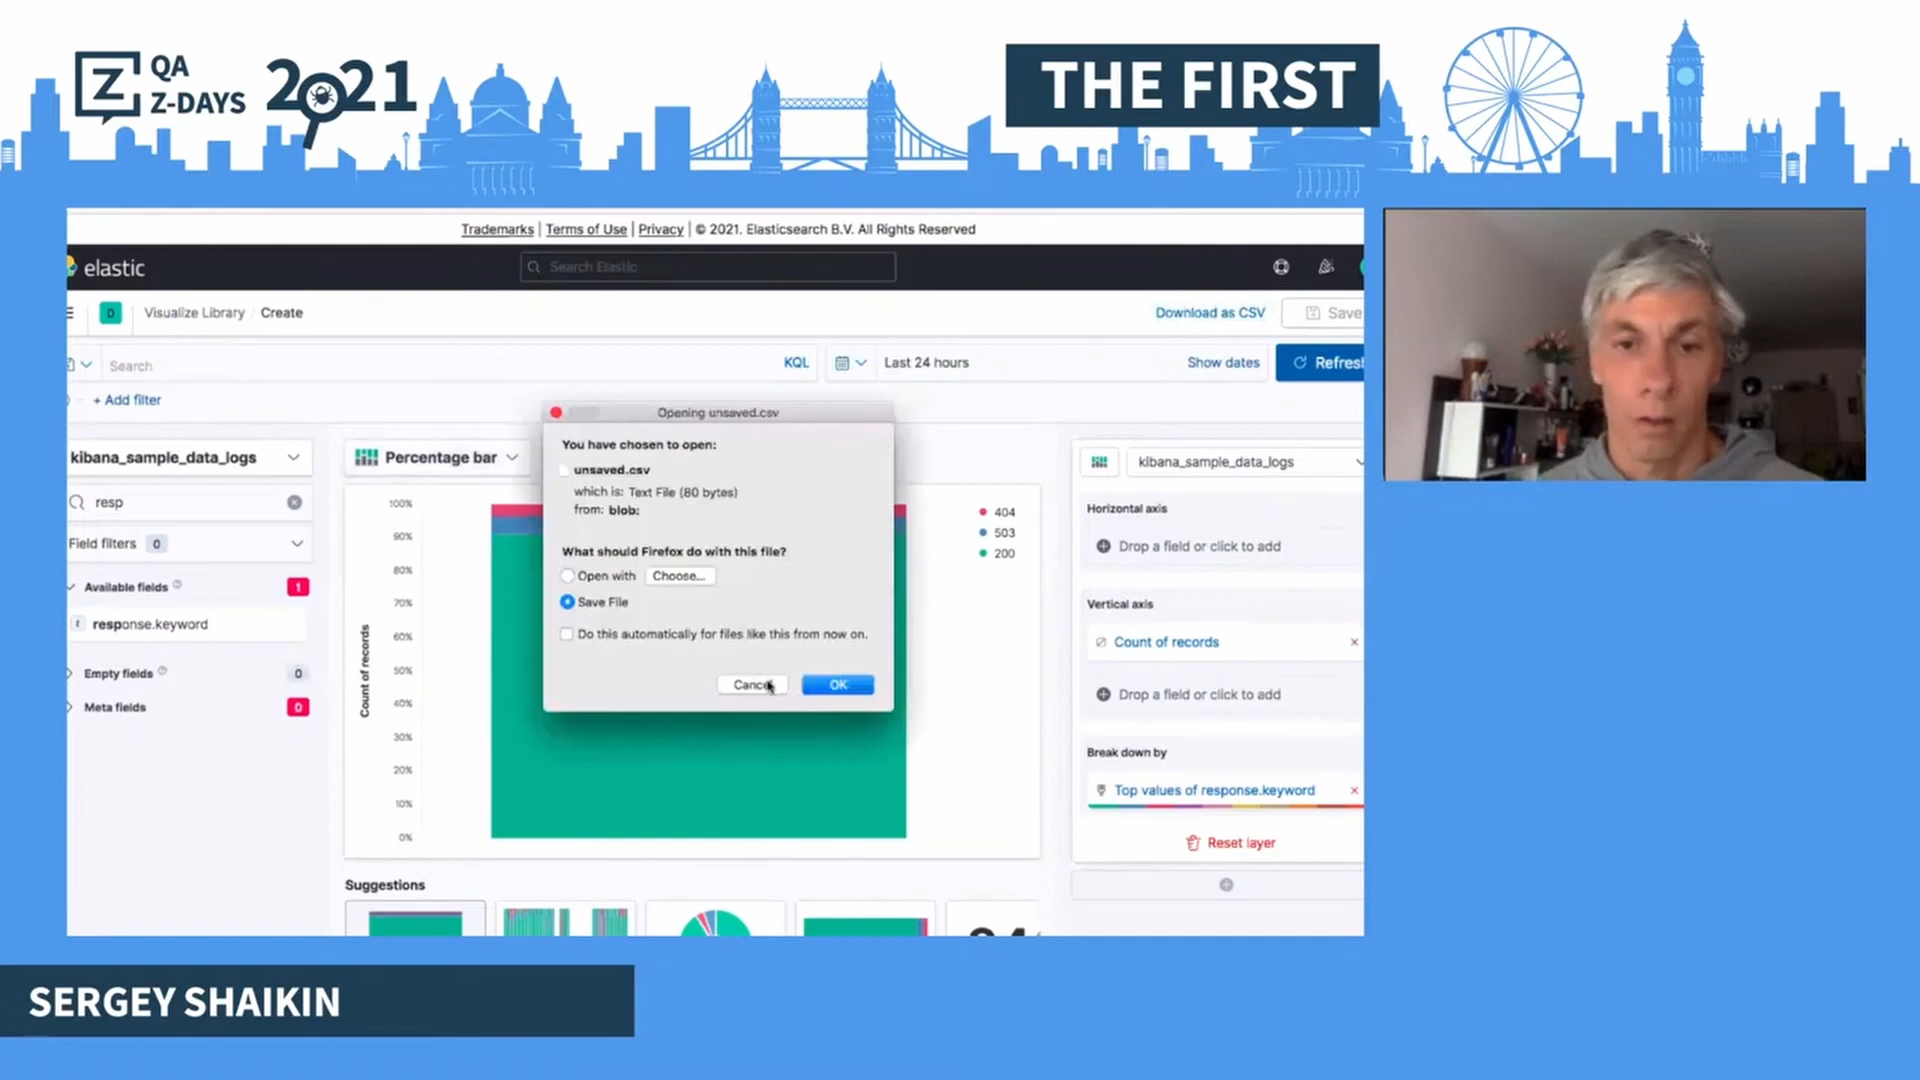 QA
Z-DAYS
2021
THE FIRST
Trademarks | Terms of Use | Privacy | © 2021. Elasticsearch B.V. All Rights Reserved
elastic
Search Elastic
D
Visualize Library
Create
Download as CSV
Save
Search
KQL
Last 24 hours
Show dates
Refresh
+ Add filter
kibana_sample_data_logs
resp
Field filters 0
Available fields 1
t response.keyword
Empty fields 0
Meta fields 0
Percentage bar
Count of records
100%
90%
80%
70%
60%
50%
40%
30%
20%
10%
0%
404
503
200
Opening unsaved.csv
You have chosen to open:
unsaved.csv
which is: Text File (80 bytes)
from: blob:
What should Firefox do with this file?
Open with Choose...
Save File
Do this automatically for files like this from now on.
Cancel
OK
Suggestions
kibana_sample_data_logs
Horizontal axis
Drop a field or click to add
Vertical axis
Count of records
Drop a field or click to add
Break down by
Top values of response.keyword
Reset layer
SERGEY SHAIKIN